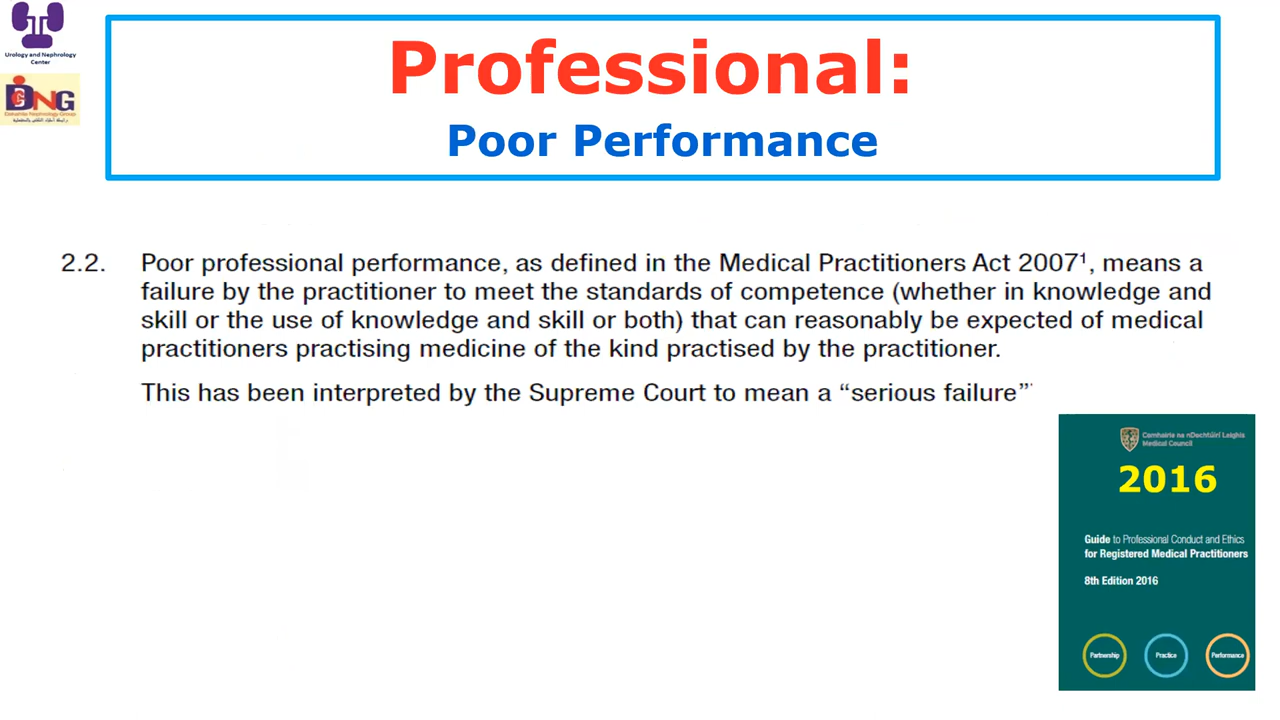 Urology and Nephrology
Center
DNG
Dakahlia Nephrology Group
Professional:
Poor Performance
2.2. Poor professional performance, as defined in the Medical Practitioners Act 2007¹, means a
failure by the practitioner to meet the standards of competence (whether in knowledge and
skill or the use of knowledge and skill or both) that can reasonably be expected of medical
practitioners practising medicine of the kind practised by the practitioner.
This has been interpreted by the Supreme Court to mean a “serious failure”
Comhairle na nDochtúirí Leighis
Medical Council
2016
Guide to Professional Conduct and Ethics
for Registered Medical Practitioners
8th Edition 2016
Partnership
Practice
Performance